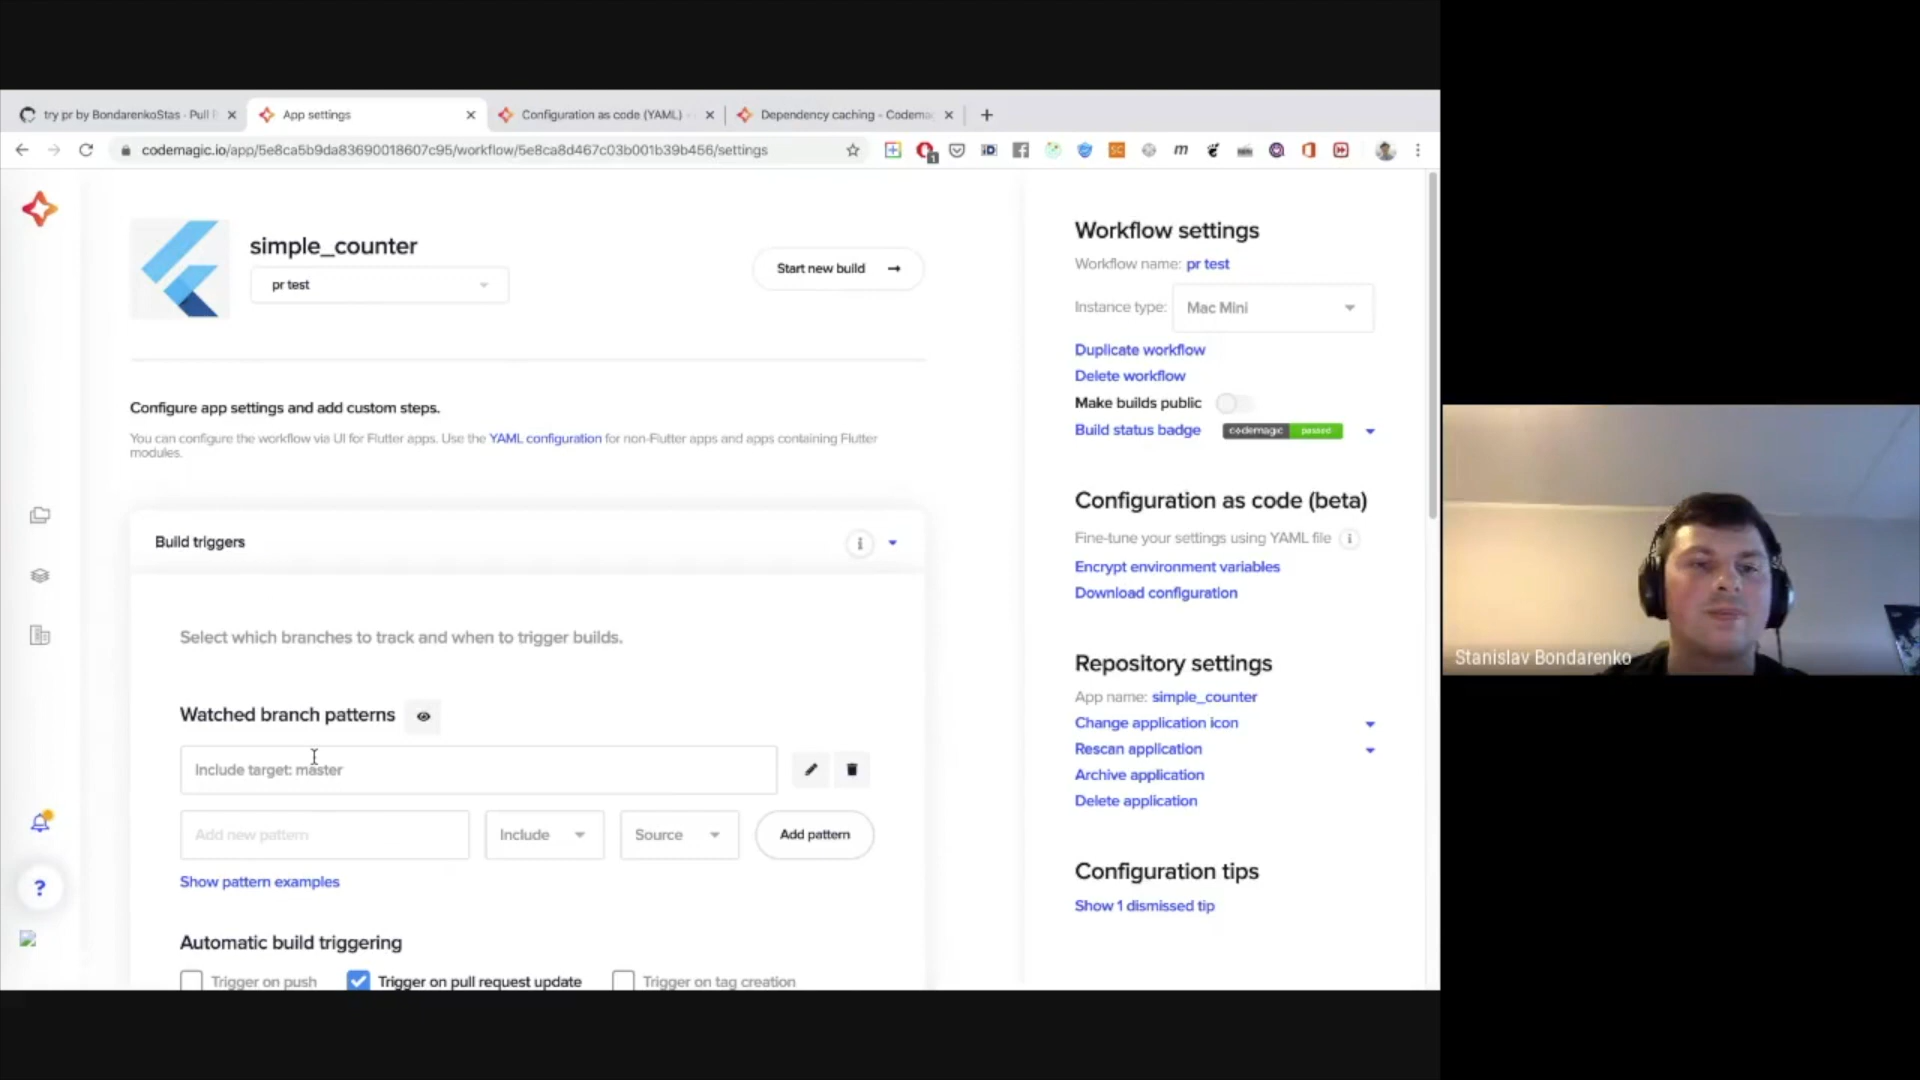 try pr by BondarenkoStas · Pull
App settings
Configuration as code (YAML) -
Dependency caching - Codema
codemagic.io/app/5e8ca5b9da83690018607c95/workflow/5e8ca8d467c03b001b39b456/settings
simple_counter
pr test
Start new build →
Configure app settings and add custom steps.
You can configure the workflow via UI for Flutter apps. Use the YAML configuration for non-Flutter apps and apps containing Flutter
modules.
Build triggers
Select which branches to track and when to trigger builds.
Watched branch patterns
Include target: master
Add new pattern
Include
Source
Add pattern
Show pattern examples
Automatic build triggering
Trigger on push
Trigger on pull request update
Trigger on tag creation
Workflow settings
Workflow name: pr test
Instance type: Mac Mini
Duplicate workflow
Delete workflow
Make builds public
Build status badge codemagic passed
Configuration as code (beta)
Fine-tune your settings using YAML file i
Encrypt environment variables
Download configuration
Repository settings
App name: simple_counter
Change application icon
Rescan application
Archive application
Delete application
Configuration tips
Show 1 dismissed tip
Stanislav Bondarenko